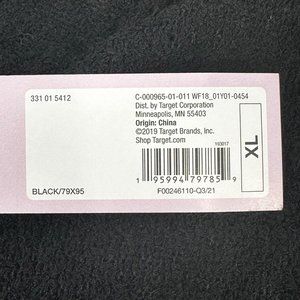 331 01 5412
C-000965-01-011 WF18_01Y01-0454
Dist. by Target Corporation
Minneapolis, MN 55403
Origin: China
©2019 Target Brands, Inc.
Shop Target.com
Y63017
XL
1 95994 79785 9
BLACK/79X95
F00246110-Q3/21